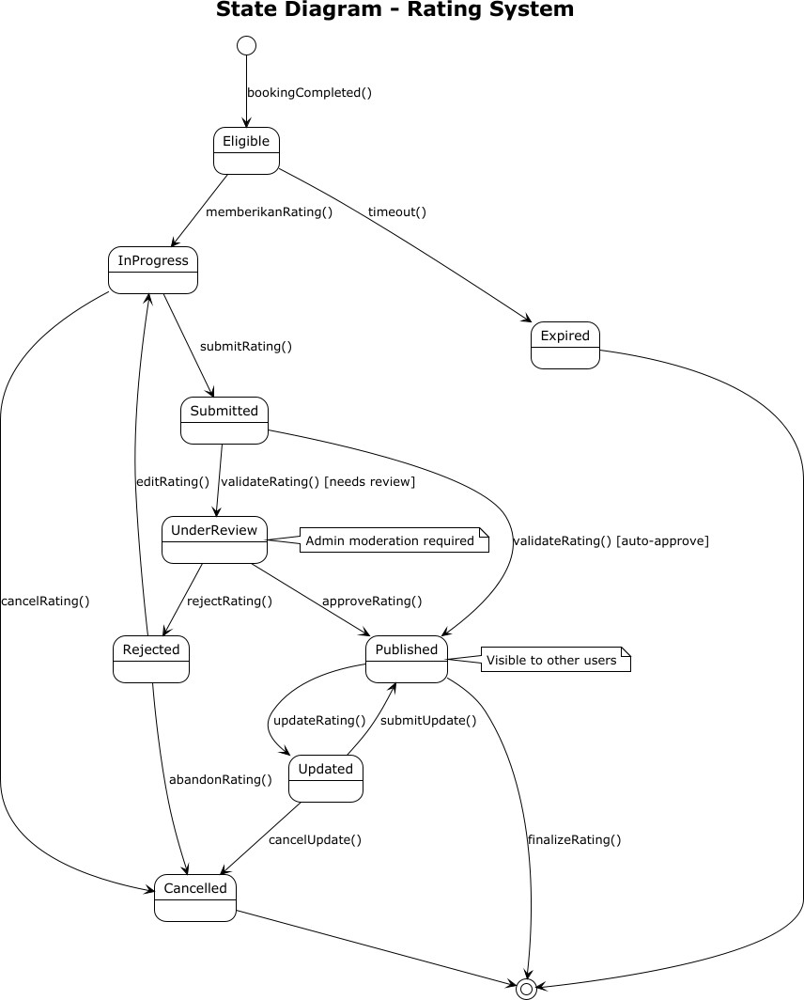 State Diagram - Rating System
bookingCompleted()
Eligible
memberikanRating()
timeout()
InProgress
Expired
submitRating()
Submitted
editRating()
validateRating() [needs review]
UnderReview
Admin moderation required
validateRating() [auto-approve]
cancelRating()
rejectRating()
approveRating()
Rejected
Published
Visible to other users
updateRating()
submitUpdate()
Updated
abandonRating()
cancelUpdate()
finalizeRating()
Cancelled